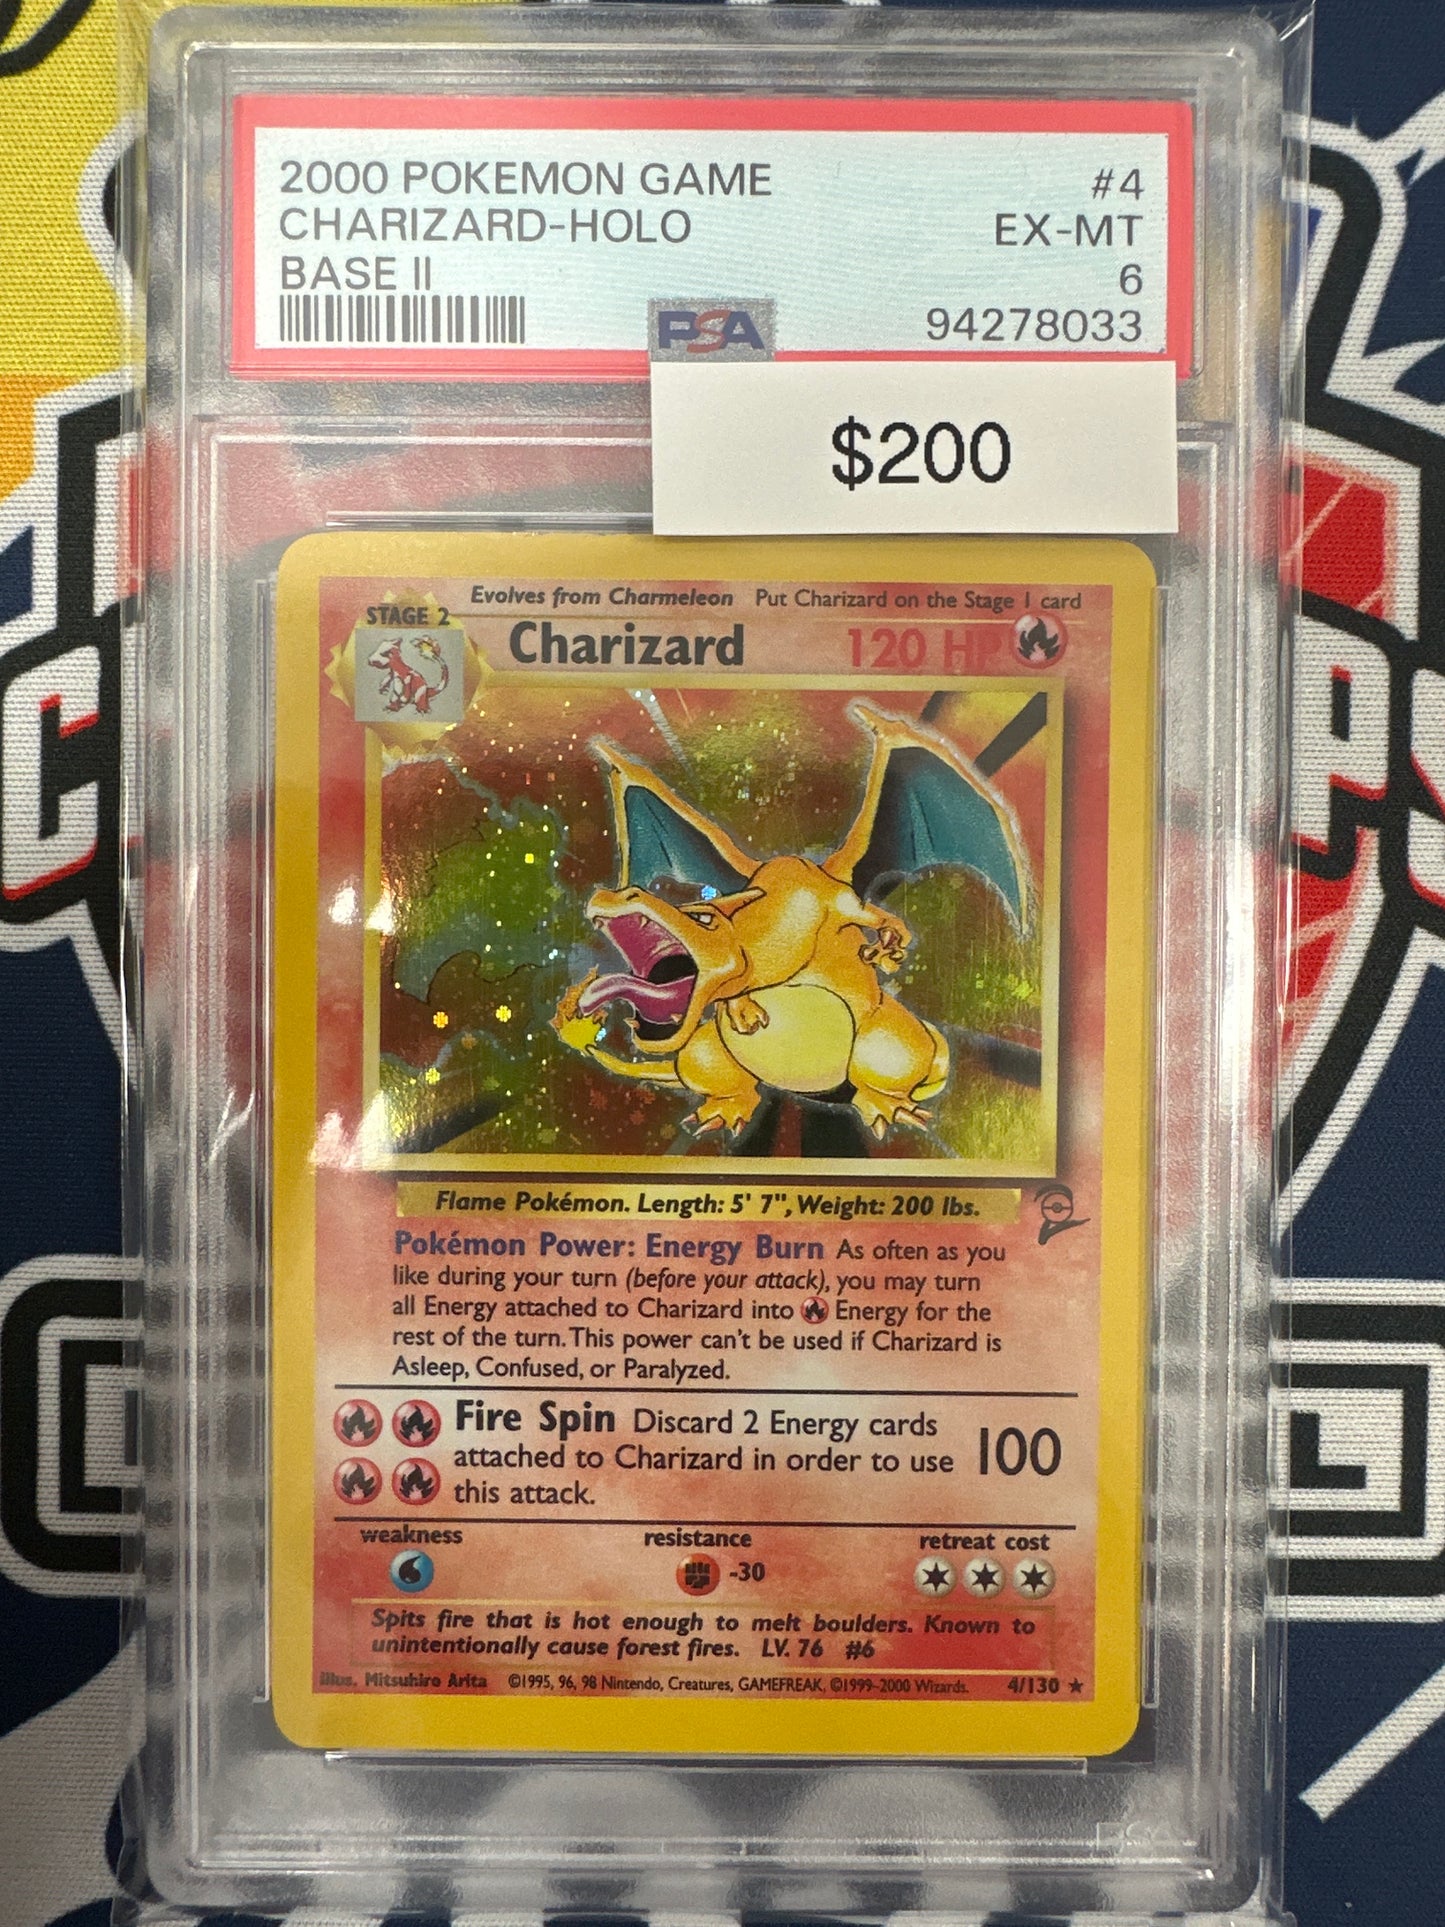 2000 POKEMON GAME #4
CHARIZARD-HOLO EX-MT
BASE II 6
PSA 94278033
$200
Evolves from Charmeleon Put Charizard on the Stage 1 card
STAGE 2
Charizard 120 HP
Flame Pokémon. Length: 5' 7", Weight: 200 lbs.
Pokémon Power: Energy Burn As often as you
like during your turn (before your attack), you may turn
all Energy attached to Charizard into Energy for the
rest of the turn. This power can't be used if Charizard is
Asleep, Confused, or Paralyzed.
Fire Spin Discard 2 Energy cards
attached to Charizard in order to use 100
this attack.
weakness resistance retreat cost
-30
Spits fire that is hot enough to melt boulders. Known to
unintentionally cause forest fires. LV. 76 #6
Illus. Mitsuhiro Arita ©1995, 96, 98 Nintendo, Creatures, GAMEFREAK, ©1999-2000 Wizards. 4/130 ★
PSA